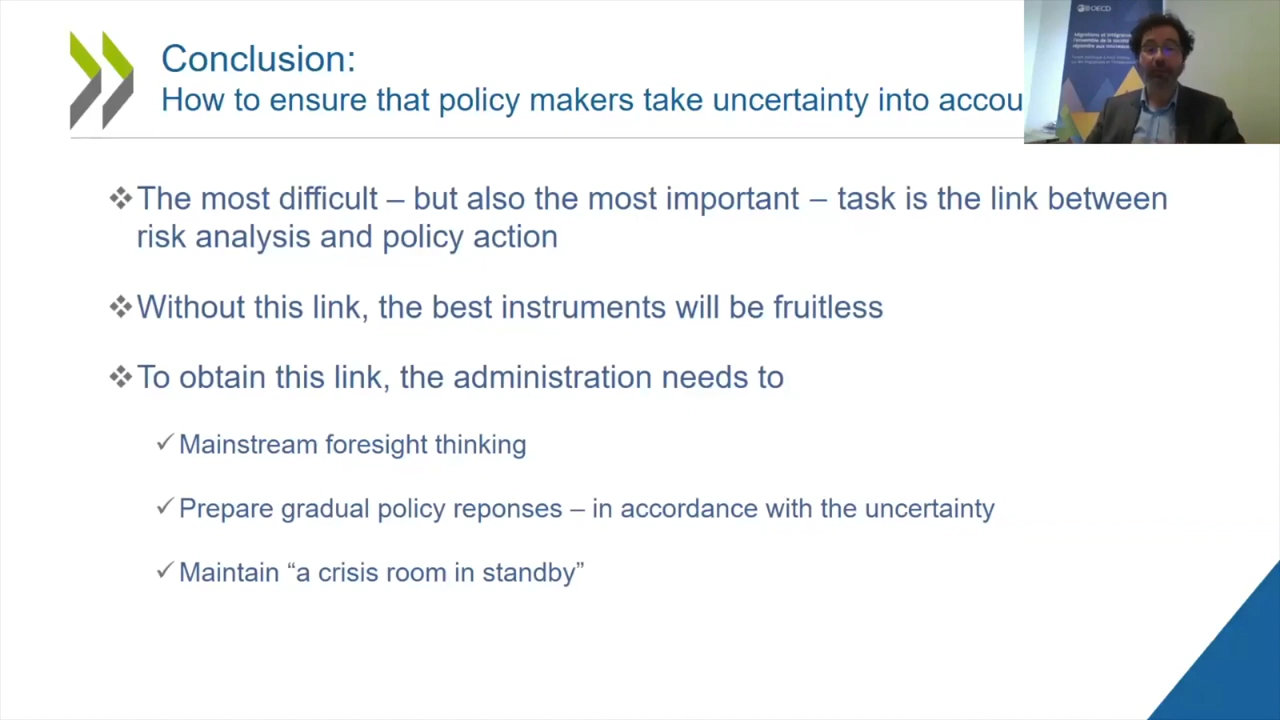 Conclusion:
How to ensure that policy makers take uncertainty into accou
OECD
The most difficult – but also the most important – task is the link between
risk analysis and policy action
Without this link, the best instruments will be fruitless
To obtain this link, the administration needs to
Mainstream foresight thinking
Prepare gradual policy reponses – in accordance with the uncertainty
Maintain “a crisis room in standby”